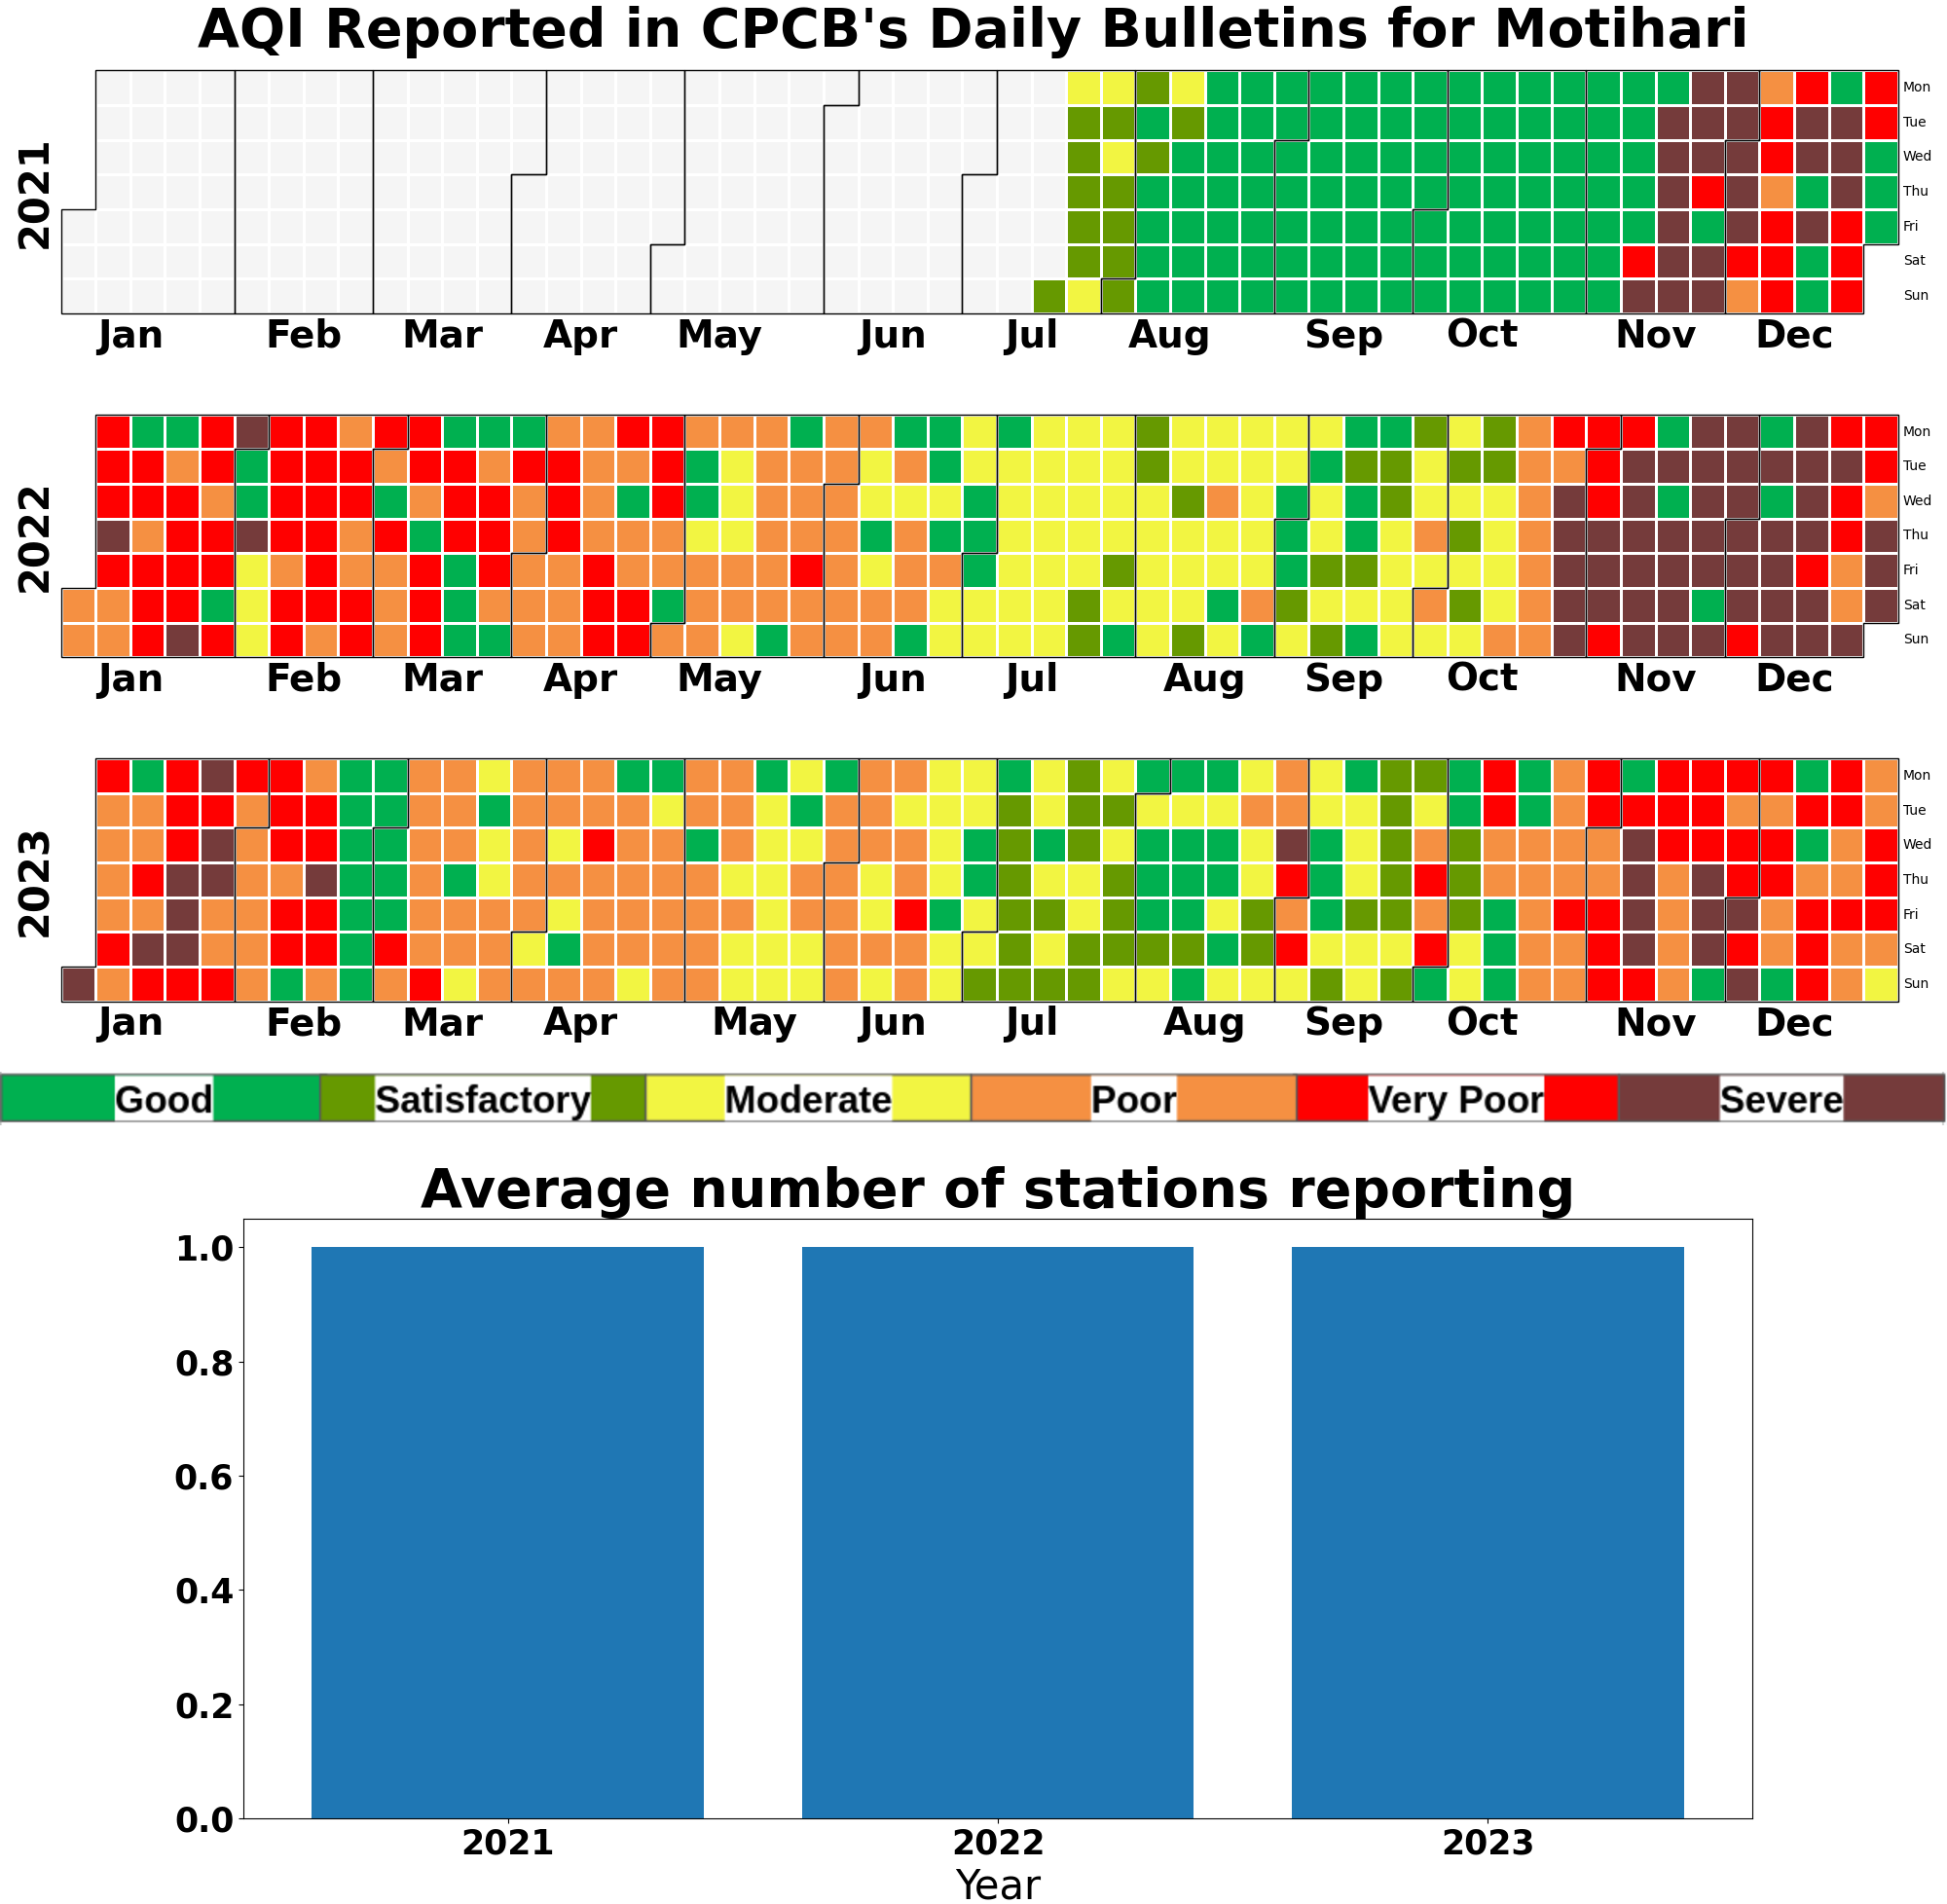 AQI Reported in CPCB's Daily Bulletins for Motihari
2021
Mon
Tue
Wed
Thu
Fri
Sat
Sun
Jan Feb Mar Apr May Jun Jul Aug Sep Oct Nov Dec
2022
Mon
Tue
Wed
Thu
Fri
Sat
Sun
Jan Feb Mar Apr May Jun Jul Aug Sep Oct Nov Dec
2023
Mon
Tue
Wed
Thu
Fri
Sat
Sun
Jan Feb Mar Apr May Jun Jul Aug Sep Oct Nov Dec
Good Satisfactory Moderate Poor Very Poor Severe
Average number of stations reporting
1.0
0.8
0.6
0.4
0.2
0.0
2021 2022 2023
Year